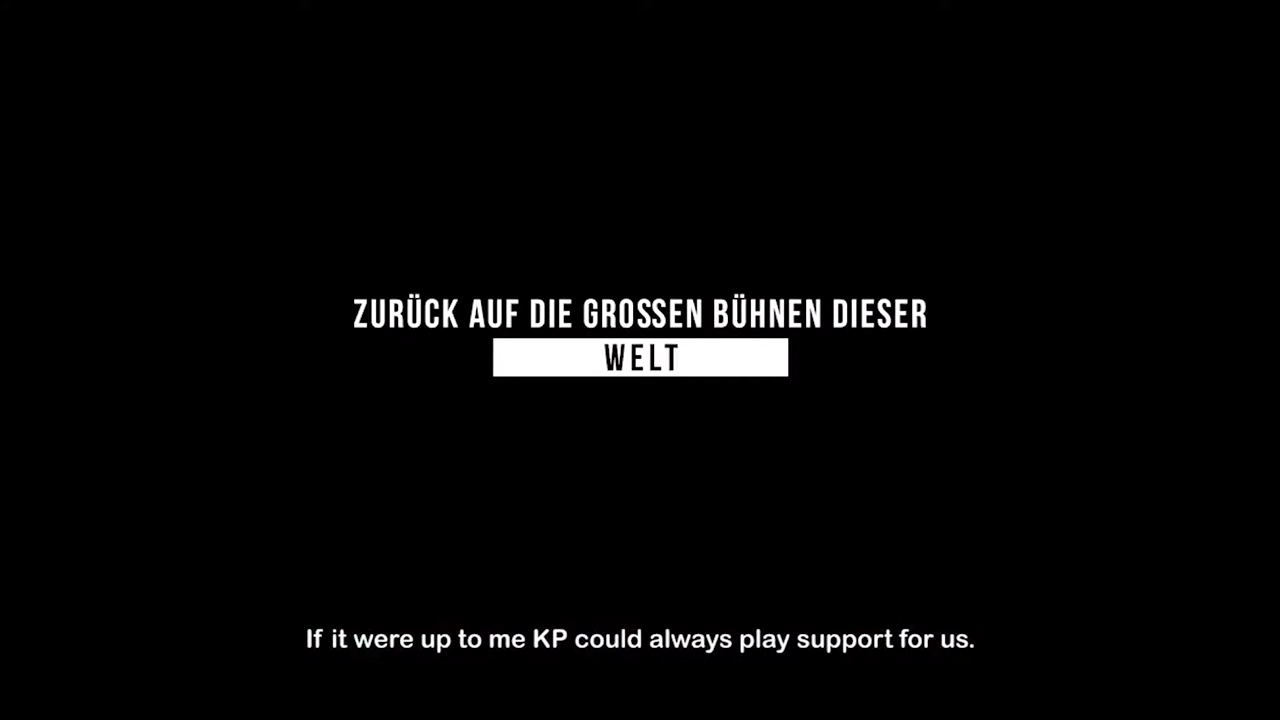 ZURÜCK AUF DIE GROSSEN BÜHNEN DIESER
WELT
If it were up to me KP could always play support for us.